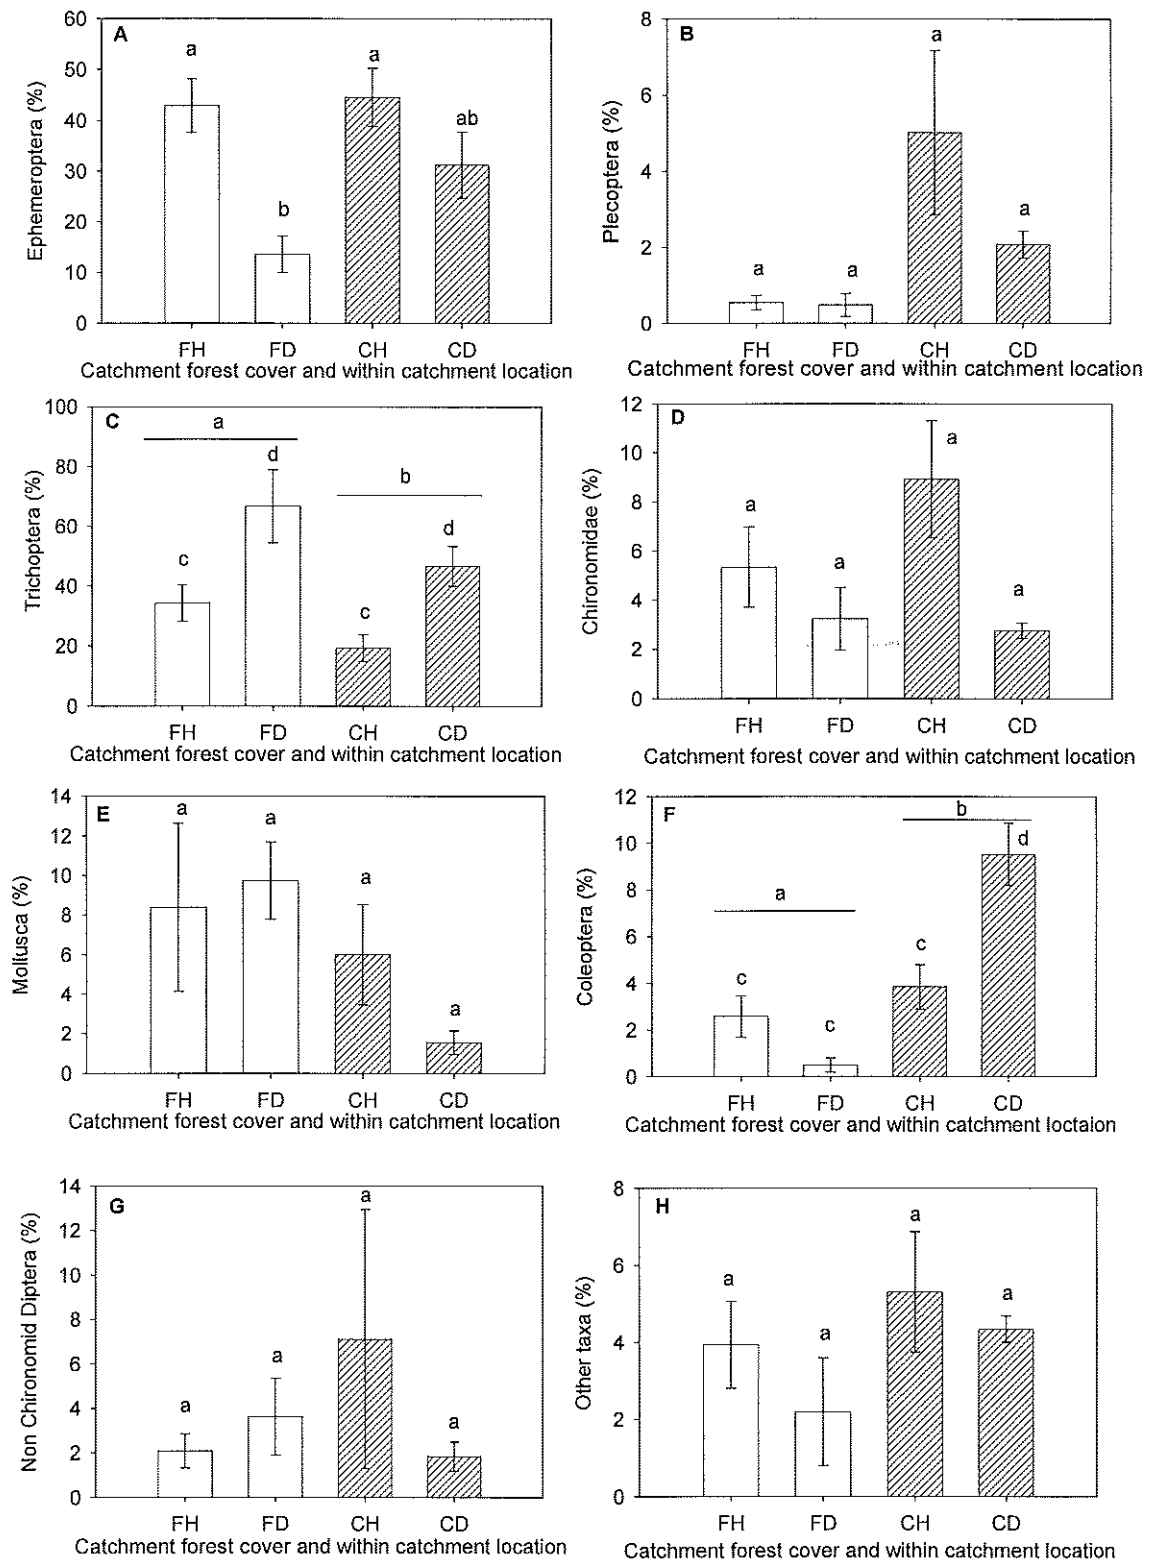 A
Ephemeroptera (%)
60
50
40
30
20
10
0
a
b
a
ab
FH FD CH CD
Catchment forest cover and within catchment location
B
Plecoptera (%)
8
6
4
2
0
a
a
a
a
FH FD CH CD
Catchment forest cover and within catchment location
C
Trichoptera (%)
100
80
60
40
20
0
a
b
c
d
c
d
FH FD CH CD
Catchment forest cover and within catchment location
D
Chironomidae (%)
12
10
8
6
4
2
0
a
a
a
a
FH FD CH CD
Catchment forest cover and within catchment location
E
Mollusca (%)
14
12
10
8
6
4
2
0
a
a
a
a
FH FD CH CD
Catchment forest cover and within catchment location
F
Coleoptera (%)
12
10
8
6
4
2
0
a
b
c
c
c
d
FH FD CH CD
Catchment forest cover and within catchment loctaion
G
Non Chironomid Diptera (%)
14
12
10
8
6
4
2
0
a
a
a
a
FH FD CH CD
Catchment forest cover and within catchment location
H
Other taxa (%)
8
6
4
2
0
a
a
a
a
FH FD CH CD
Catchment forest cover and within catchment location